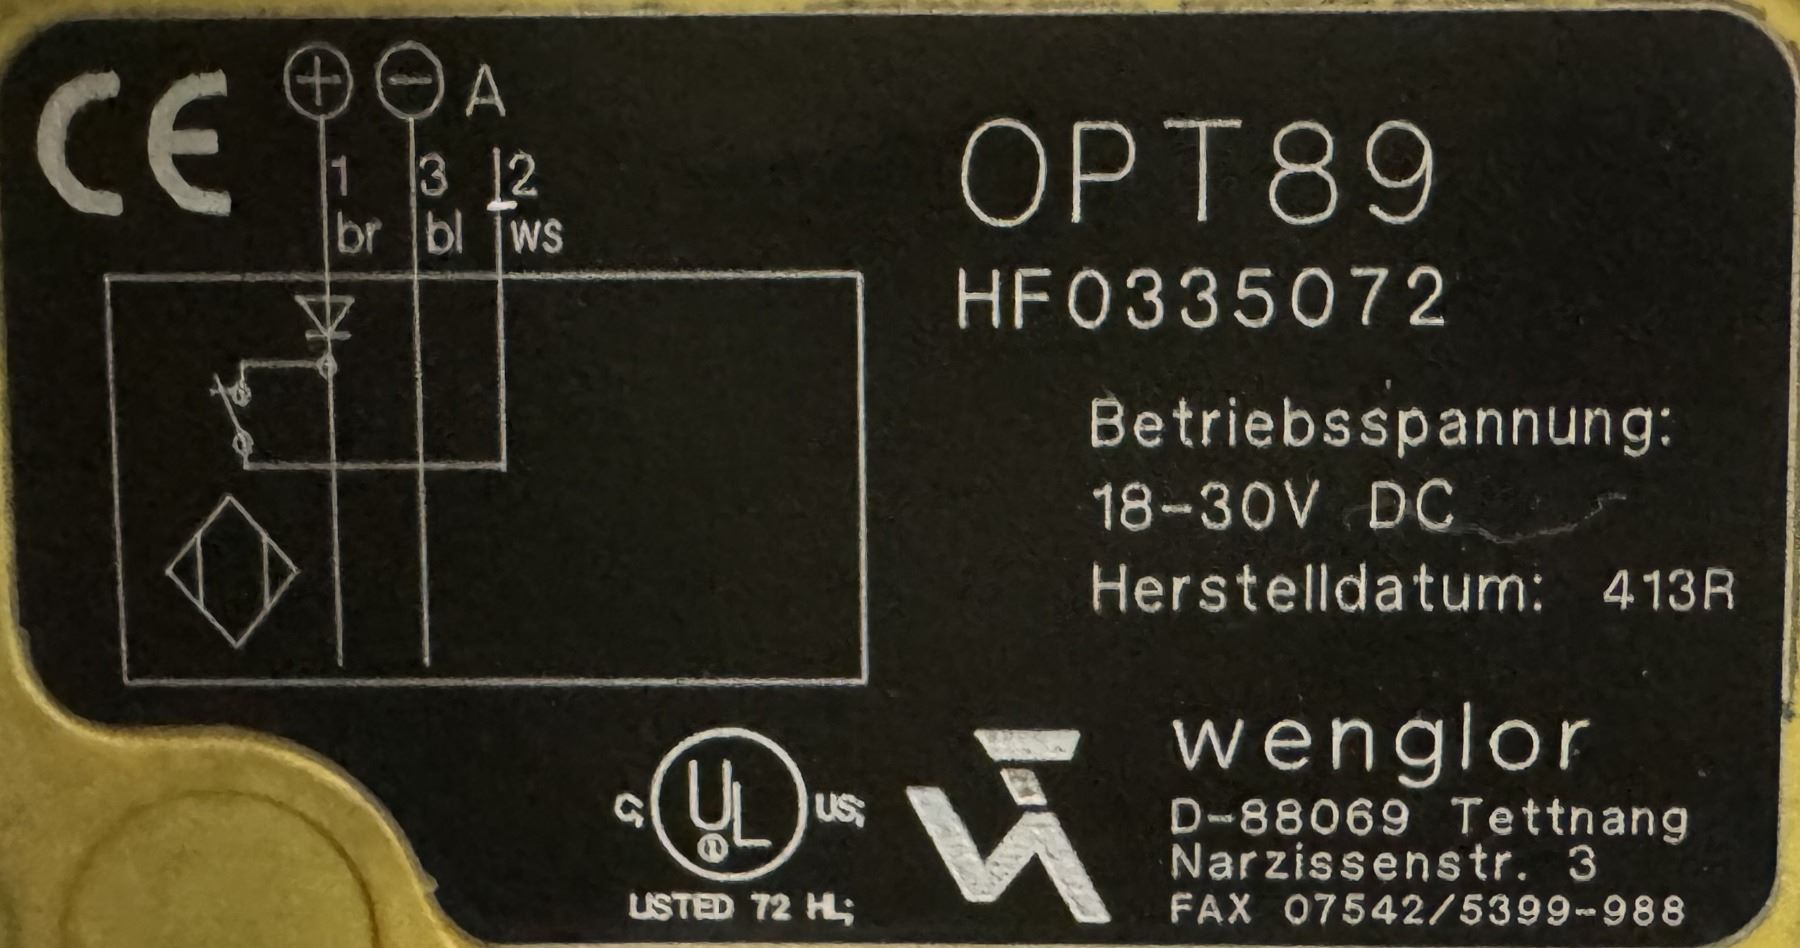 CE
+ − A
1 3 2
br bl ws
OPT89
HF0335072
Betriebsspannung:
18-30V DC
Herstelldatum: 413R
C UL US
LISTED 72 HL
wenglor
D-88069 Tettnang
Narzissenstr. 3
FAX 07542/5399-988